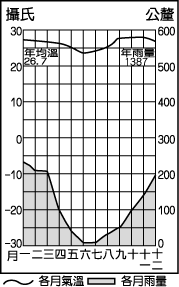 攝氏 公釐
30 600
年均溫 年雨量
26.7 1387
20 500
10 400
0 300
-10 200
-20 100
-30 0
月一二三四五六七八九十十十
一二
各月氣溫 各月雨量